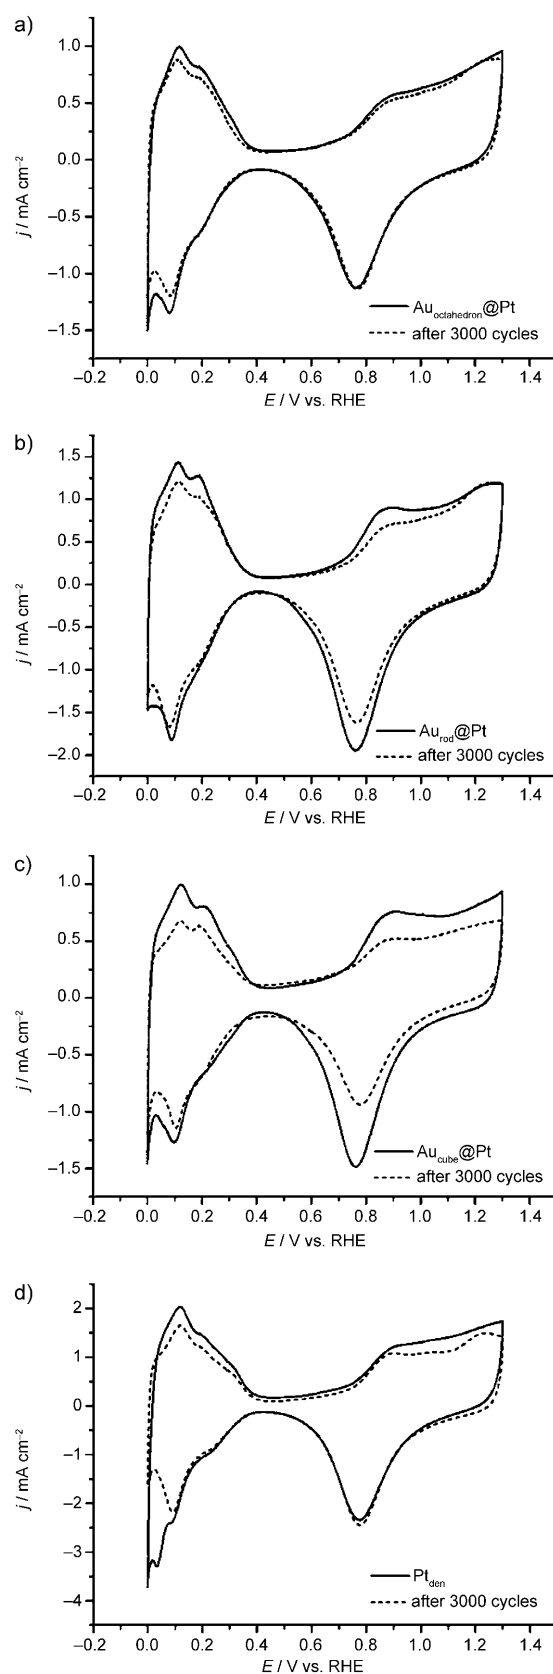 a)
1.0
0.5
0.0
–0.5
–1.0
–1.5
j / mA cm⁻²
Au_octahedron@Pt
after 3000 cycles
–0.2 0.0 0.2 0.4 0.6 0.8 1.0 1.2 1.4
E / V vs. RHE
b)
1.5
1.0
0.5
0.0
–0.5
–1.0
–1.5
–2.0
j / mA cm⁻²
Au_rod@Pt
after 3000 cycles
–0.2 0.0 0.2 0.4 0.6 0.8 1.0 1.2 1.4
E / V vs. RHE
c)
1.0
0.5
0.0
–0.5
–1.0
–1.5
j / mA cm⁻²
Au_cube@Pt
after 3000 cycles
–0.2 0.0 0.2 0.4 0.6 0.8 1.0 1.2 1.4
E / V vs. RHE
d)
2
1
0
–1
–2
–3
–4
j / mA cm⁻²
Pt_den
after 3000 cycles
–0.2 0.0 0.2 0.4 0.6 0.8 1.0 1.2 1.4
E / V vs. RHE